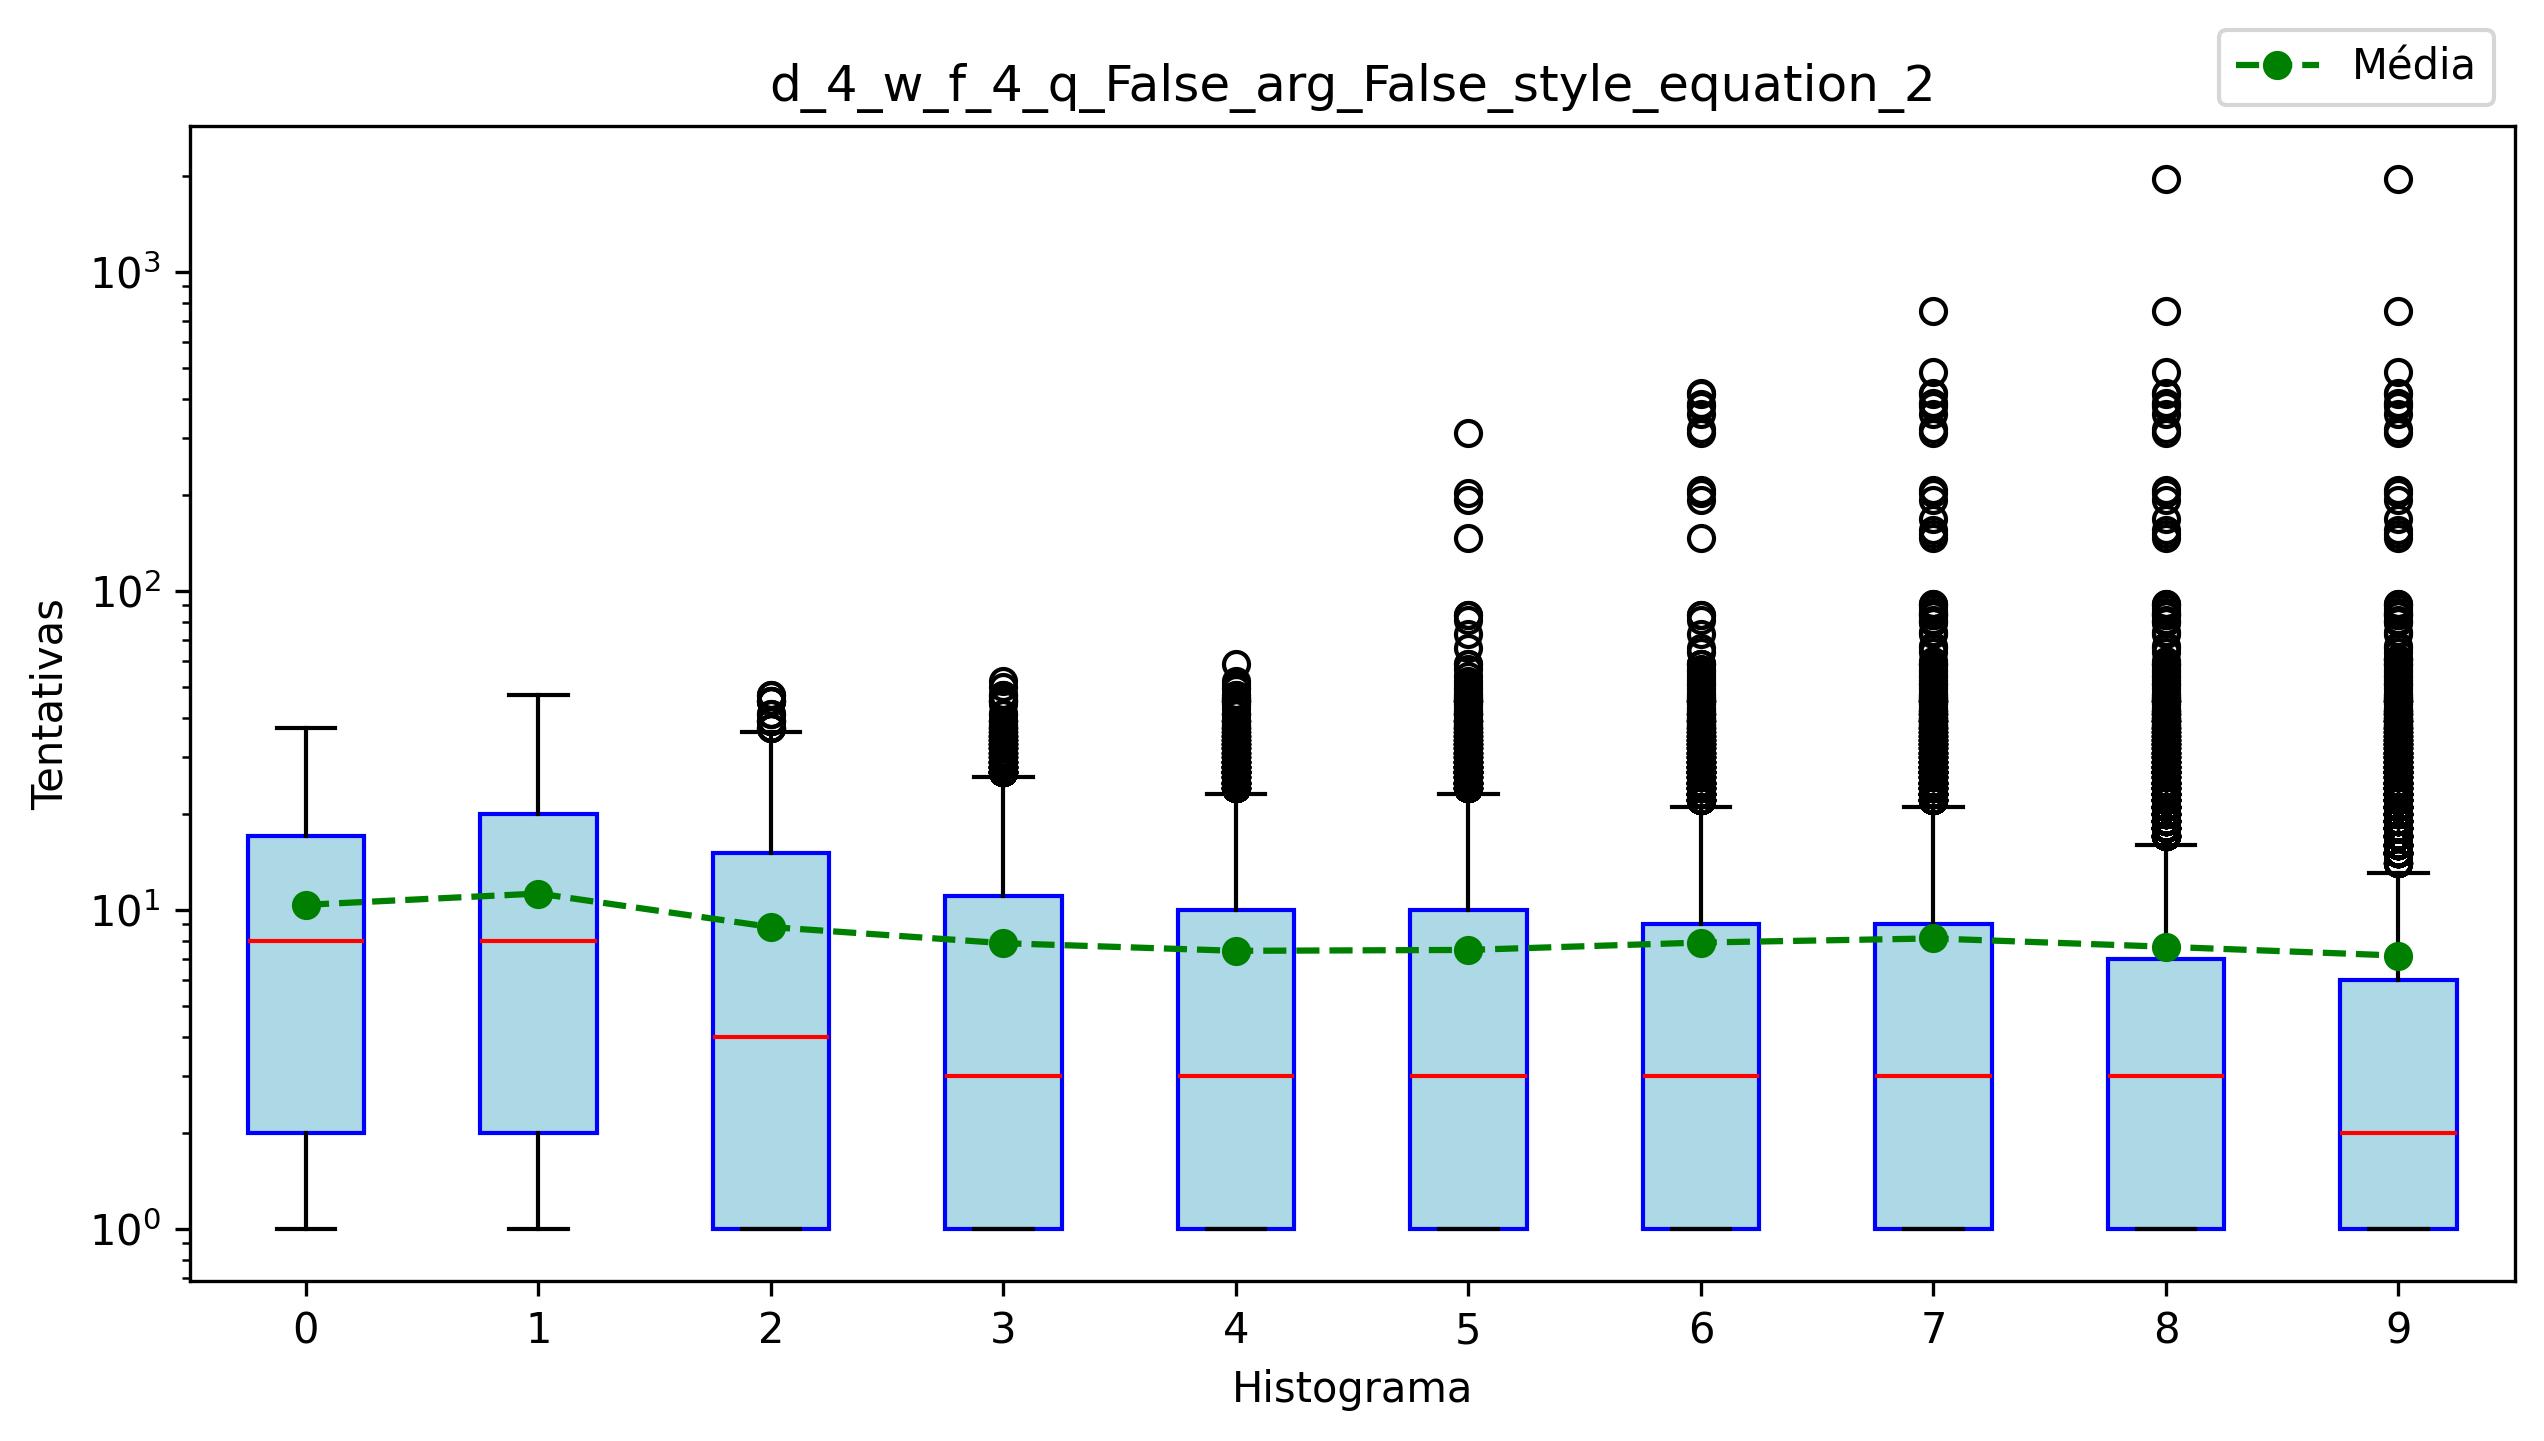 d_4_w_f_4_q_False_arg_False_style_equation_2
Média
Tentativas
10³
10²
10¹
10⁰
0 1 2 3 4 5 6 7 8 9
Histograma